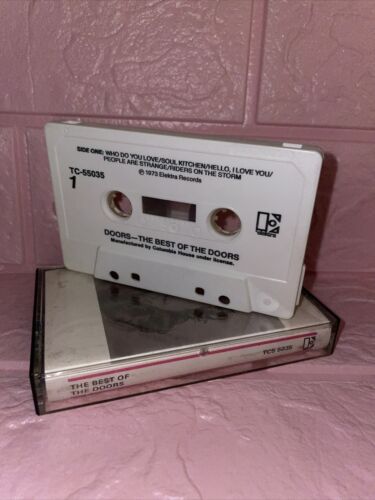 SIDE ONE: WHO DO YOU LOVE/SOUL KITCHEN/HELLO, I LOVE YOU/
PEOPLE ARE STRANGE/RIDERS ON THE STORM
TC-55035
℗ 1973 Elektra Records
1
DOORS—THE BEST OF THE DOORS
Manufactured by Columbia House under license.
THE BEST OF
THE DOORS
TC5 5035